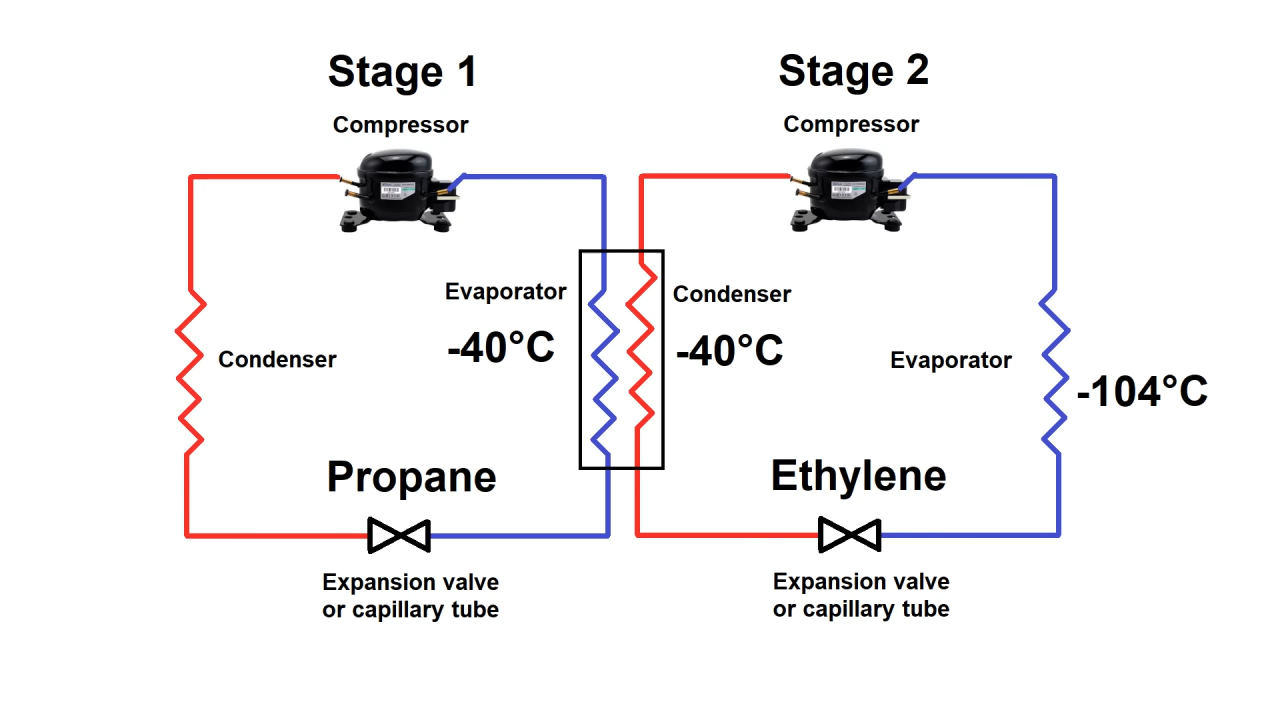 Stage 1
Compressor
Stage 2
Compressor
Evaporator
-40°C
Condenser
-40°C
Condenser
Evaporator
-104°C
Propane
Ethylene
Expansion valve
or capillary tube
Expansion valve
or capillary tube